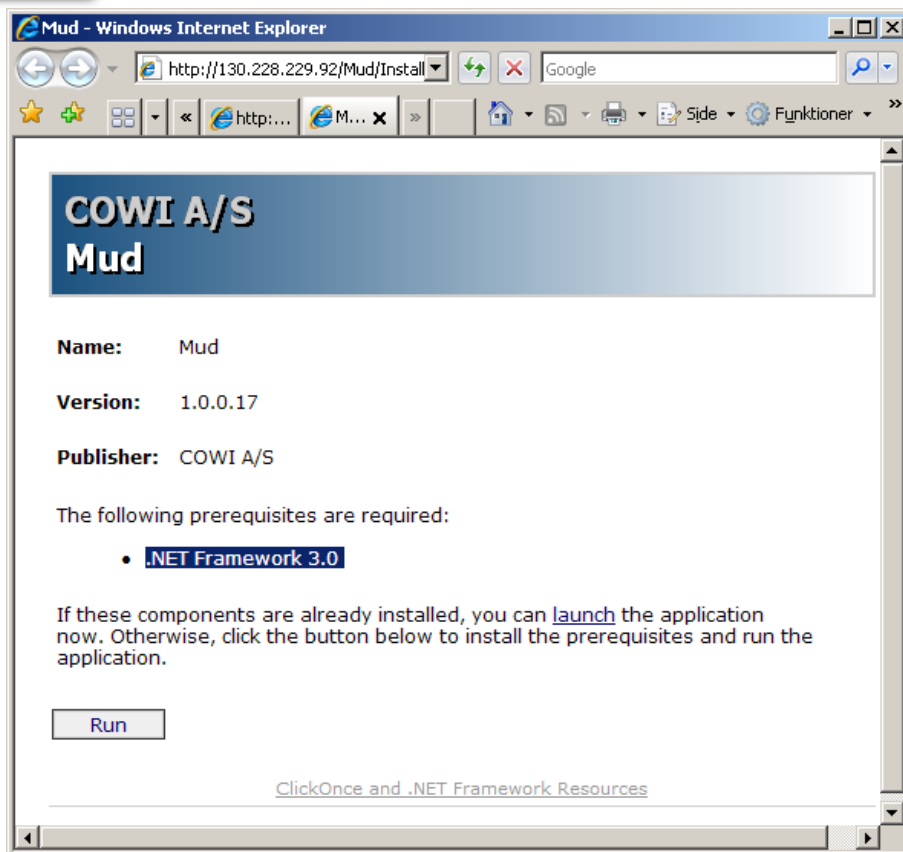 Mud - Windows Internet Explorer
http://130.228.229.92/Mud/Install
Google
http:...
M...
Side
Funktioner
COWI A/S
Mud
Name: Mud
Version: 1.0.0.17
Publisher: COWI A/S
The following prerequisites are required:
• .NET Framework 3.0
If these components are already installed, you can launch the application
now. Otherwise, click the button below to install the prerequisites and run the
application.
Run
ClickOnce and .NET Framework Resources